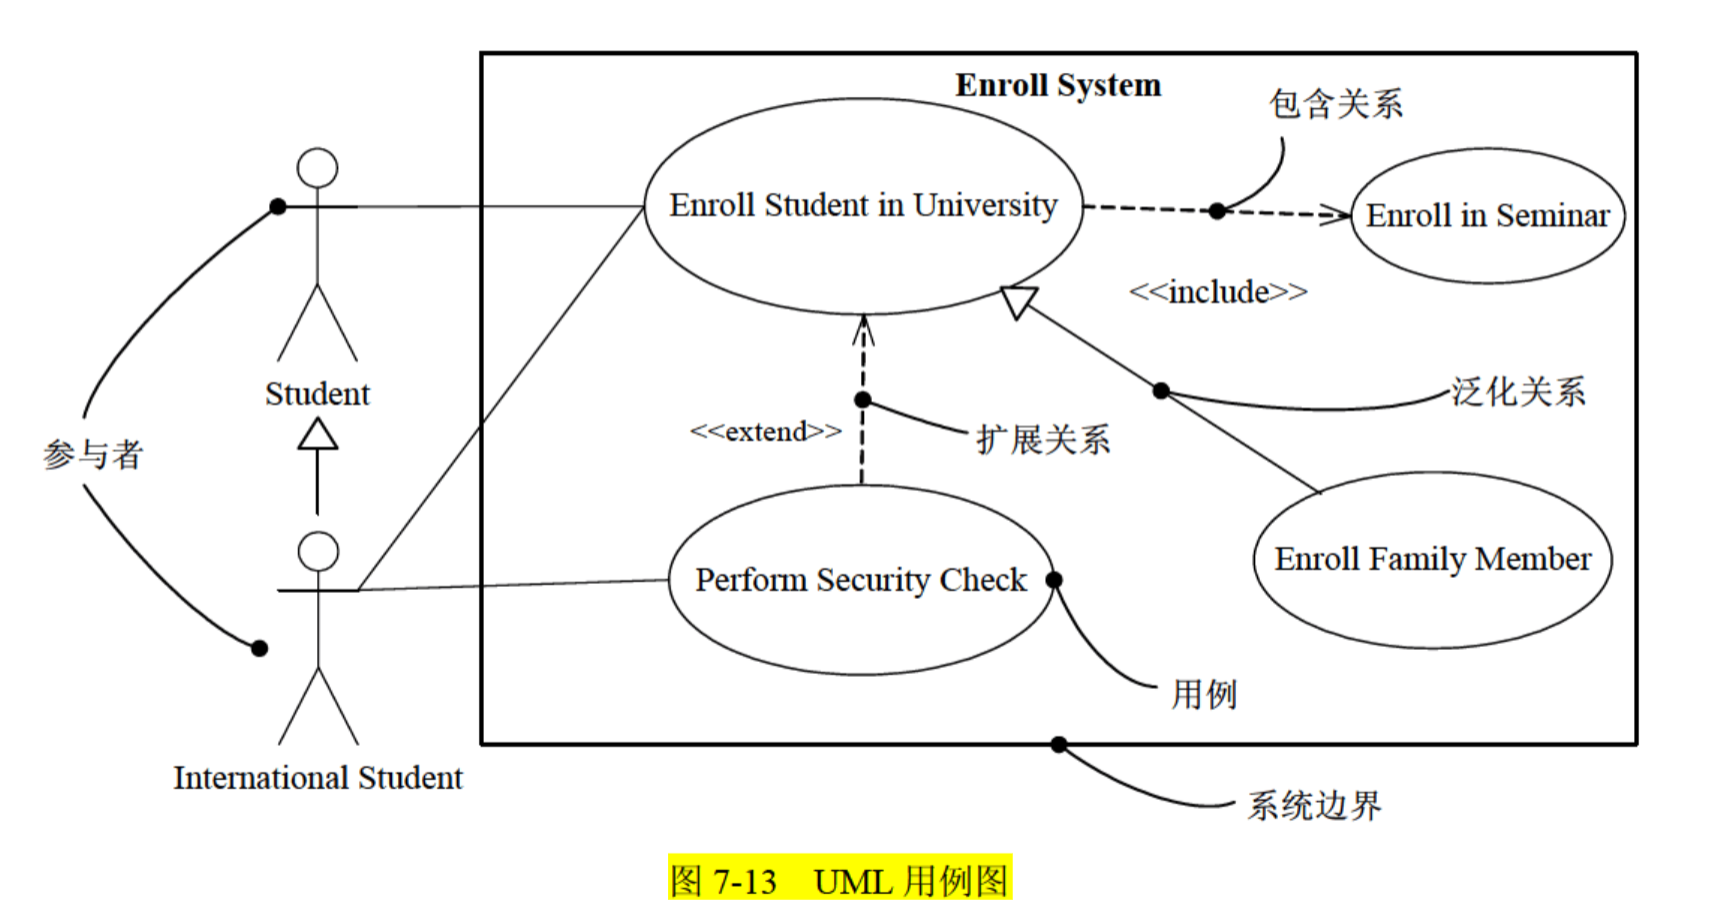 Enroll System
包含关系
Enroll Student in University
Enroll in Seminar
<<include>>
Student
泛化关系
<<extend>>
扩展关系
参与者
Enroll Family Member
Perform Security Check
用例
International Student
系统边界
图 7-13 UML 用例图